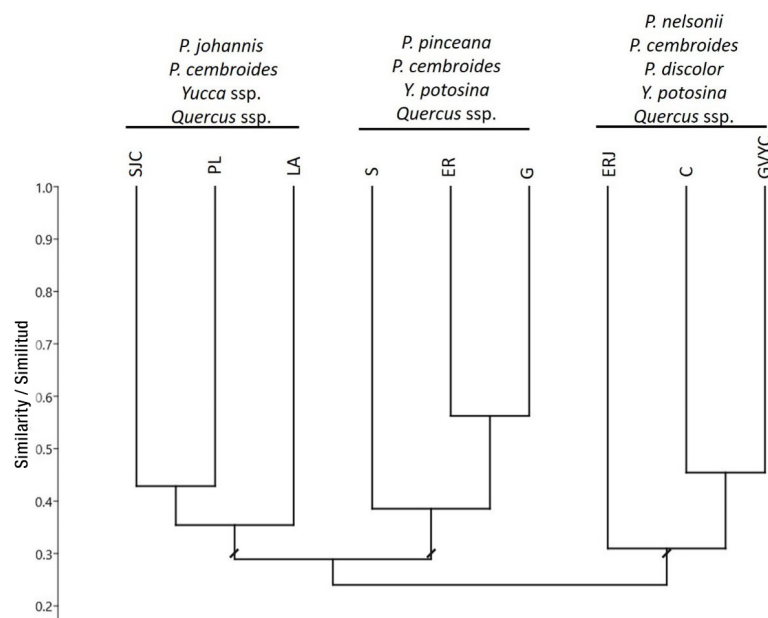 P. johannis
P. cembroides
Yucca ssp.
Quercus ssp.
P. pinceana
P. cembroides
Y. potosina
Quercus ssp.
P. nelsonii
P. cembroides
P. discolor
Y. potosina
Quercus ssp.
SJC
PL
LA
S
ER
G
ERJ
C
GVYC
Similarity / Similitud
1.0
0.9
0.8
0.7
0.6
0.5
0.4
0.3
0.2